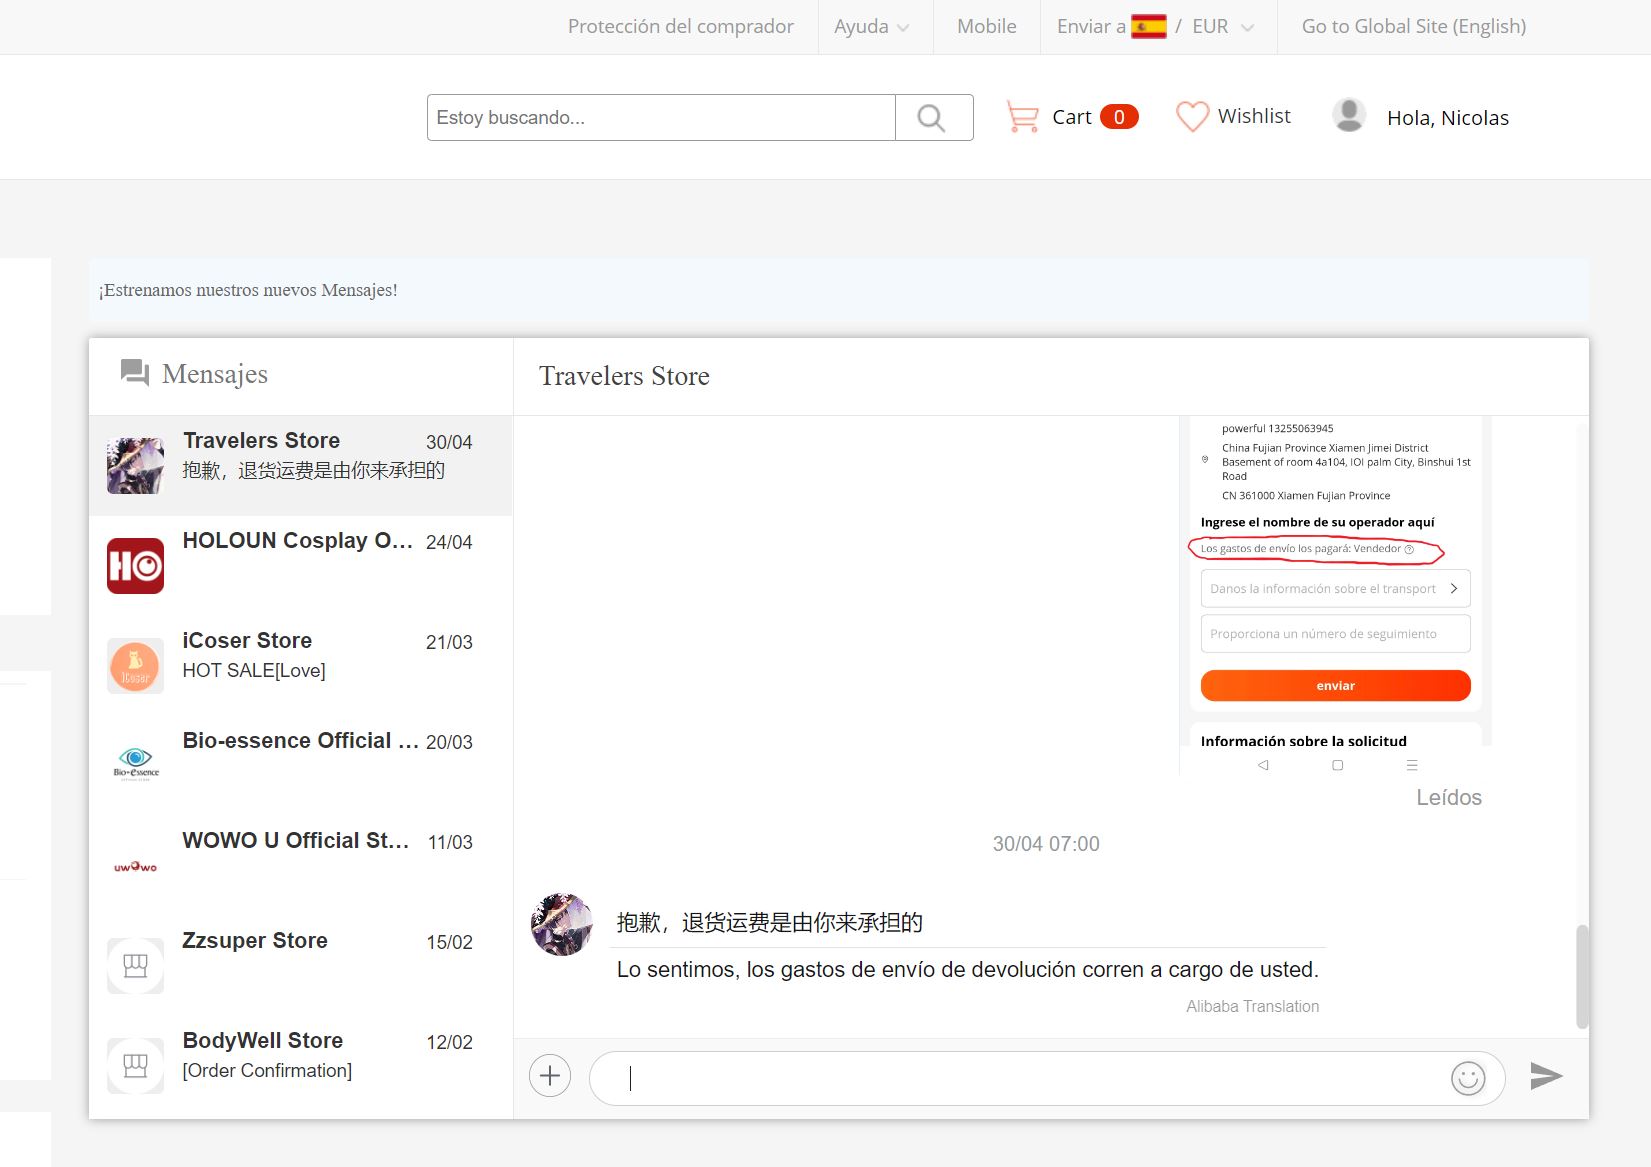 Protección del comprador
Ayuda
Mobile
Enviar a / EUR
Go to Global Site (English)
Estoy buscando...
Cart 0
Wishlist
Hola, Nicolas
¡Estrenamos nuestros nuevos Mensajes!
Mensajes
Travelers Store 30/04
抱歉，退货运费是由你来承担的
HOLOUN Cosplay O... 24/04
HO
iCoser Store 21/03
HOT SALE[Love]
iCoser
Bio-essence Official ... 20/03
Bio-essence
WOWO U Official St... 11/03
uwowo
Zzsuper Store 15/02
BodyWell Store 12/02
[Order Confirmation]
Travelers Store
powerful 13255063945
China Fujian Province Xiamen Jimei District
Basement of room 4a104, IOI palm City, Binshui 1st
Road
CN 361000 Xiamen Fujian Province
Ingrese el nombre de su operador aquí
Los gastos de envío los pagará: Vendedor ?
Danos la información sobre el transport
Proporciona un número de seguimiento
enviar
Información sobre la solicitud
Leídos
30/04 07:00
抱歉，退货运费是由你来承担的
Lo sentimos, los gastos de envío de devolución corren a cargo de usted.
Alibaba Translation